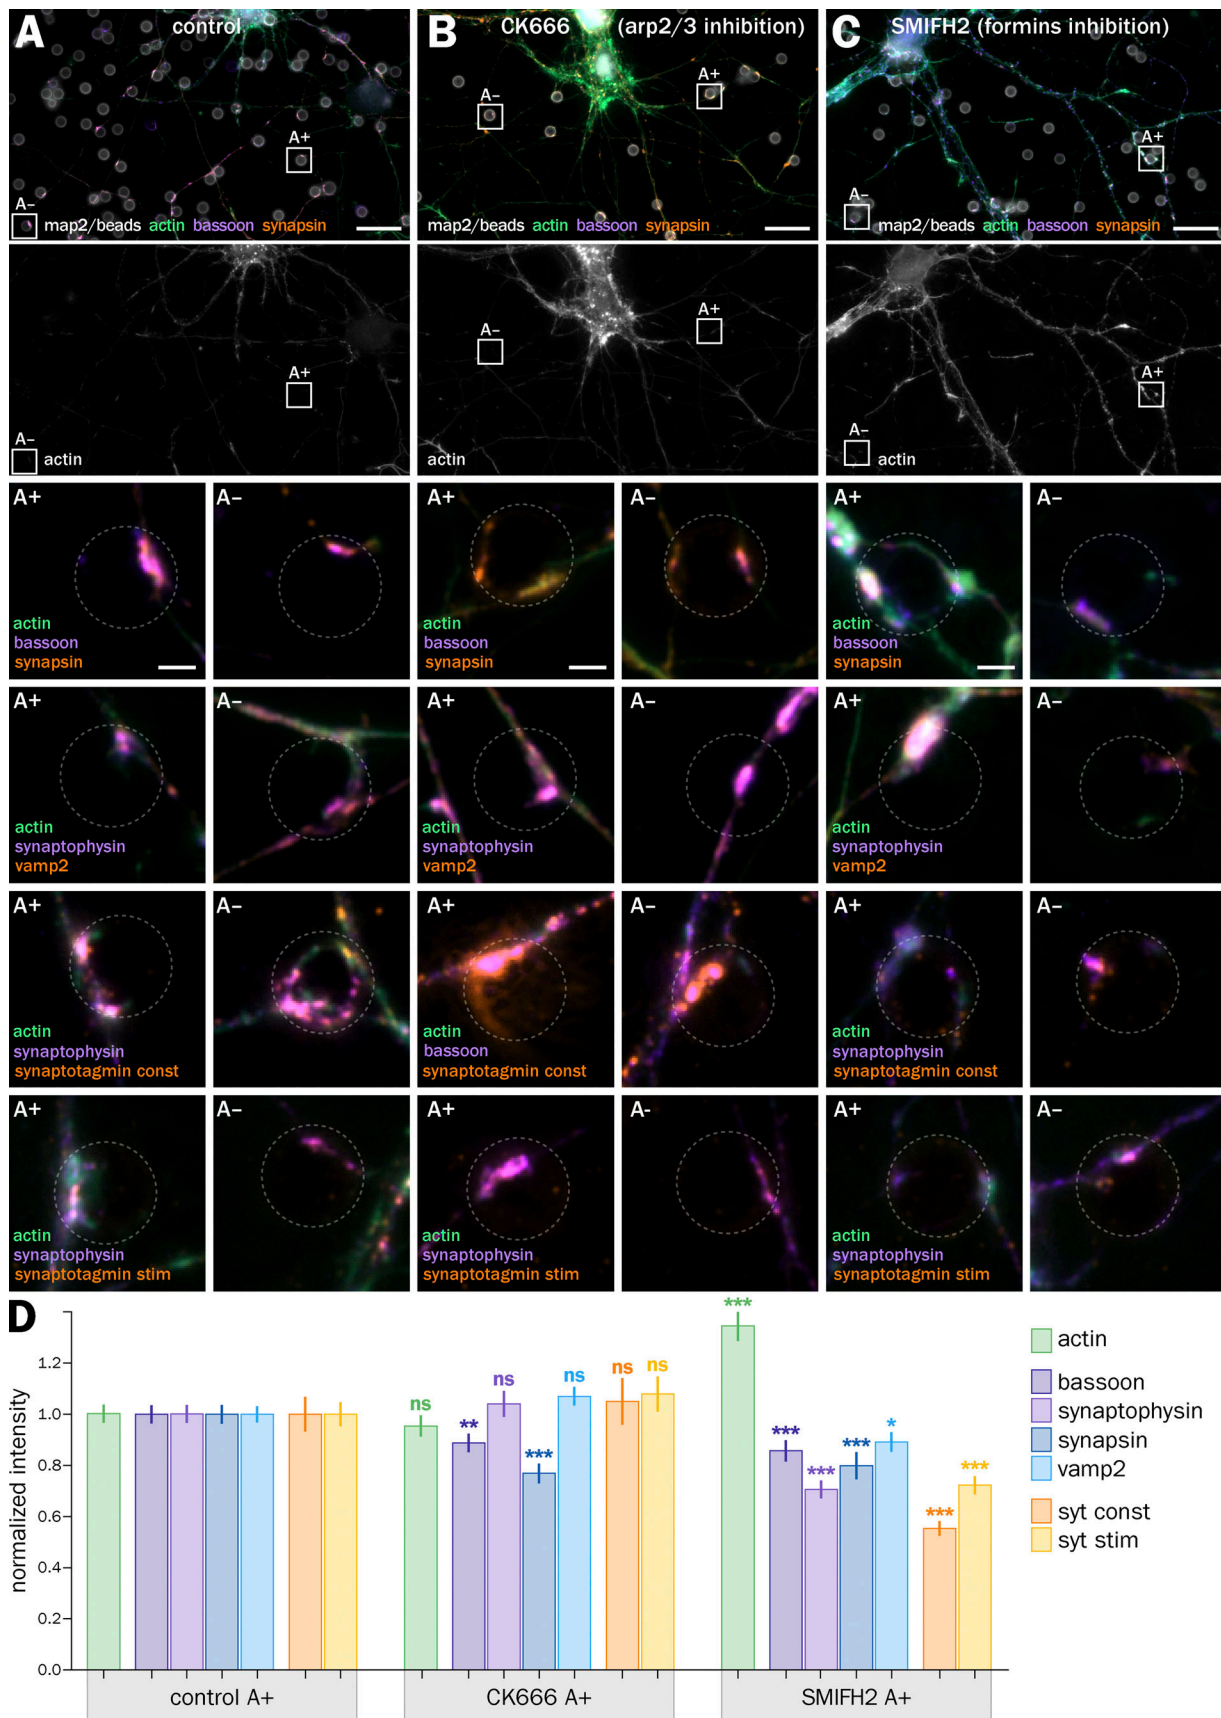 A control
B CK666 (arp2/3 inhibition)
C SMIFH2 (formins inhibition)
A+
A–
map2/beads actin bassoon synapsin
A–
A+
map2/beads actin bassoon synapsin
A+
A–
map2/beads actin bassoon synapsin
A+
A–
actin
A–
A+
actin
A+
A–
actin
A+
actin
bassoon
synapsin
A–
A+
actin
bassoon
synapsin
A–
A+
actin
bassoon
synapsin
A–
A+
actin
synaptophysin
vamp2
A–
A+
actin
synaptophysin
vamp2
A–
A+
actin
synaptophysin
vamp2
A–
A+
actin
synaptophysin
synaptotagmin const
A–
A+
actin
bassoon
synaptotagmin const
A–
A+
actin
synaptophysin
synaptotagmin const
A–
A+
actin
synaptophysin
synaptotagmin stim
A–
A+
actin
synaptophysin
synaptotagmin stim
A-
A+
actin
synaptophysin
synaptotagmin stim
A–
D
normalized intensity
1.2
1.0
0.8
0.6
0.4
0.2
0.0
ns
**
ns
***
ns
ns
ns
***
***
***
***
*
***
***
control A+
CK666 A+
SMIFH2 A+
actin
bassoon
synaptophysin
synapsin
vamp2
syt const
syt stim